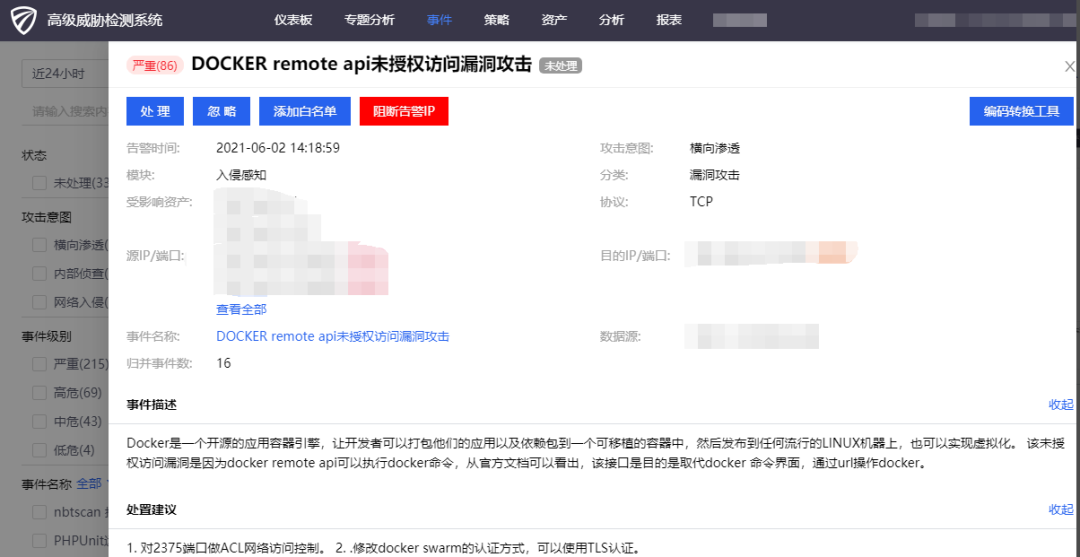 高级威胁检测系统 仪表板 专题分析 事件 策略 资产 分析 报表
近24小时
严重(86) DOCKER remote api未授权访问漏洞攻击 未处理 X
请输入搜索内
处 理 忽 略 添加白名单 阻断告警IP 编码转换工具
告警时间: 2021-06-02 14:18:59 攻击意图: 横向渗透
状态
模块: 入侵感知 分类: 漏洞攻击
未处理(33
受影响资产: 协议: TCP
攻击意图
横向渗透(
源IP/端口: 目的IP/端口:
内部侦查(
网络入侵(
查看全部
事件级别
事件名称: DOCKER remote api未授权访问漏洞攻击 数据源:
严重(215)
归并事件数: 16
高危(69)
事件描述 收起
中危(43)
低危(4)
Docker是一个开源的应用容器引擎，让开发者可以打包他们的应用以及依赖包到一个可移植的容器中，然后发布到任何流行的LINUX机器上，也可以实现虚拟化。 该未授
权访问漏洞是因为docker remote api可以执行docker命令，从官方文档可以看出，该接口是目的是取代docker 命令界面，通过url操作docker。
事件名称 全部
nbtscan
处置建议 收起
PHPUnit
1. 对2375端口做ACL网络访问控制。 2. .修改docker swarm的认证方式，可以使用TLS认证。